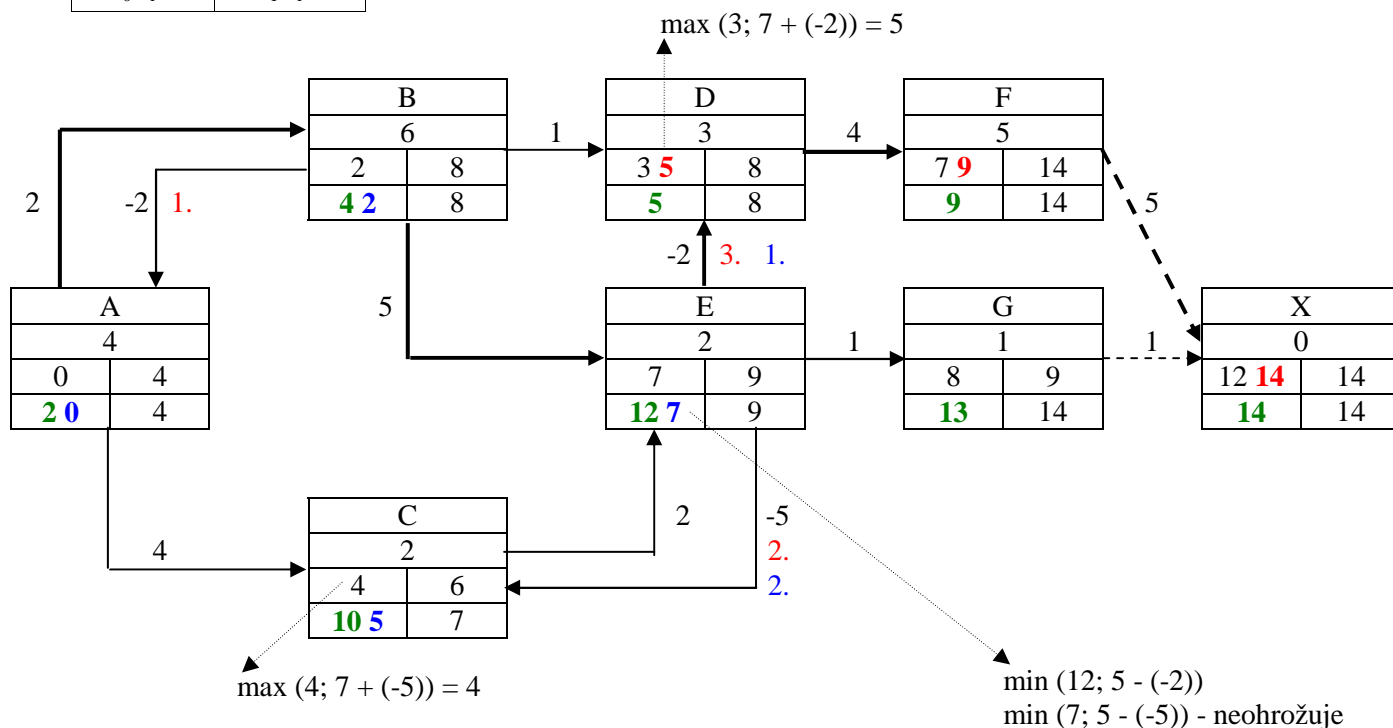 max (3; 7 + (-2)) = 5
B
6
2 8
4 2 8
1
D
3
3 5 8
5 8
4
F
5
7 9 14
9 14
2
-2 1.
5
-2 3. 1.
5
A
4
0 4
2 0 4
E
2
7 9
12 7 9
1
G
1
8 9
13 14
1
X
0
12 14 14
14 14
4
C
2
4 6
10 5 7
2
-5
2.
2.
max (4; 7 + (-5)) = 4
min (12; 5 - (-2))
min (7; 5 - (-5)) - neohrožuje